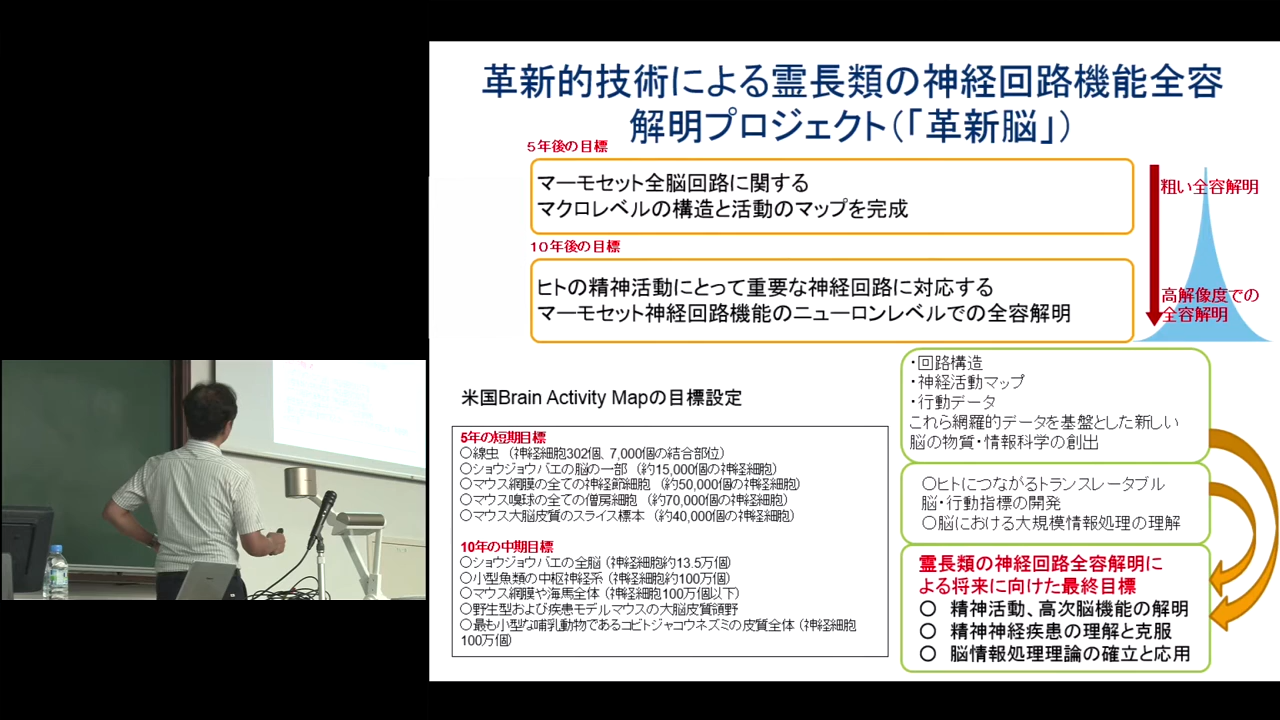 革新的技術による霊長類の神経回路機能全容
解明プロジェクト(「革新脳」)
5年後の目標
マーモセット全脳回路に関する
マクロレベルの構造と活動のマップを完成
10年後の目標
ヒトの精神活動にとって重要な神経回路に対応する
マーモセット神経回路機能のニューロンレベルでの全容解明
粗い全容解明
高解像度での
全容解明
米国Brain Activity Mapの目標設定
5年の短期目標
○線虫 (神経細胞302個、7,000個の結合部位)
○ショウジョウバエの脳の一部 (約15,000個の神経細胞)
○マウス網膜の全ての神経節細胞 (約50,000個の神経細胞)
○マウス嗅球の全ての僧房細胞 (約70,000個の神経細胞)
○マウス大脳皮質のスライス標本 (約40,000個の神経細胞)
10年の中期目標
○ショウジョウバエの全脳 (神経細胞約13.5万個)
○小型魚類の中枢神経系 (神経細胞約100万個)
○マウス網膜や海馬全体 (神経細胞100万個以下)
○野生型および疾患モデルマウスの大脳皮質領野
○最も小型な哺乳動物であるコビトジャコウネズミの皮質全体 (神経細胞
100万個)
・回路構造
・神経活動マップ
・行動データ
これら網羅的データを基盤とした新しい
脳の物質・情報科学の創出
○ヒトにつながるトランスレータブル
脳・行動指標の開発
○脳における大規模情報処理の理解
霊長類の神経回路全容解明に
よる将来に向けた最終目標
○ 精神活動、高次脳機能の解明
○ 精神神経疾患の理解と克服
○ 脳情報処理理論の確立と応用